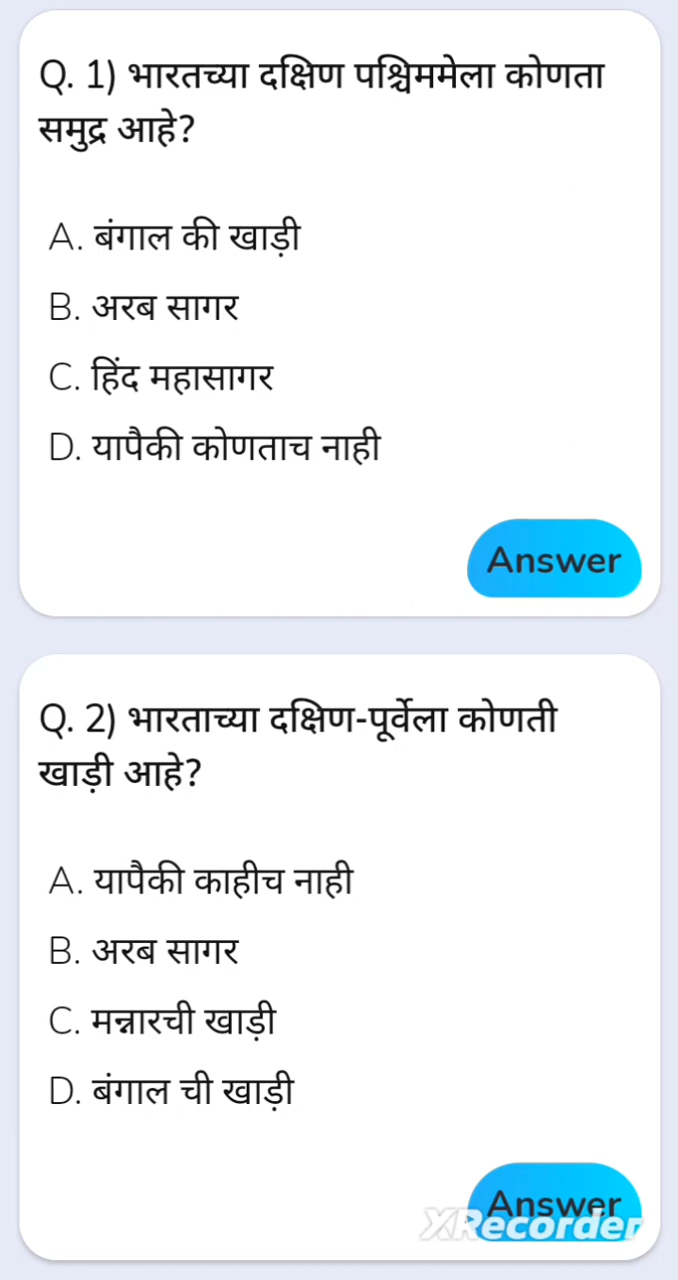 Q. 1) भारतच्या दक्षिण पश्चिममेला कोणता
समुद्र आहे?
A. बंगाल की खाड़ी
B. अरब सागर
C. हिंद महासागर
D. यापैकी कोणताच नाही
Answer
Q. 2) भारताच्या दक्षिण-पूर्वेला कोणती
खाड़ी आहे?
A. यापैकी काहीच नाही
B. अरब सागर
C. मन्नारची खाड़ी
D. बंगाल ची खाड़ी
Answer
XRecorder